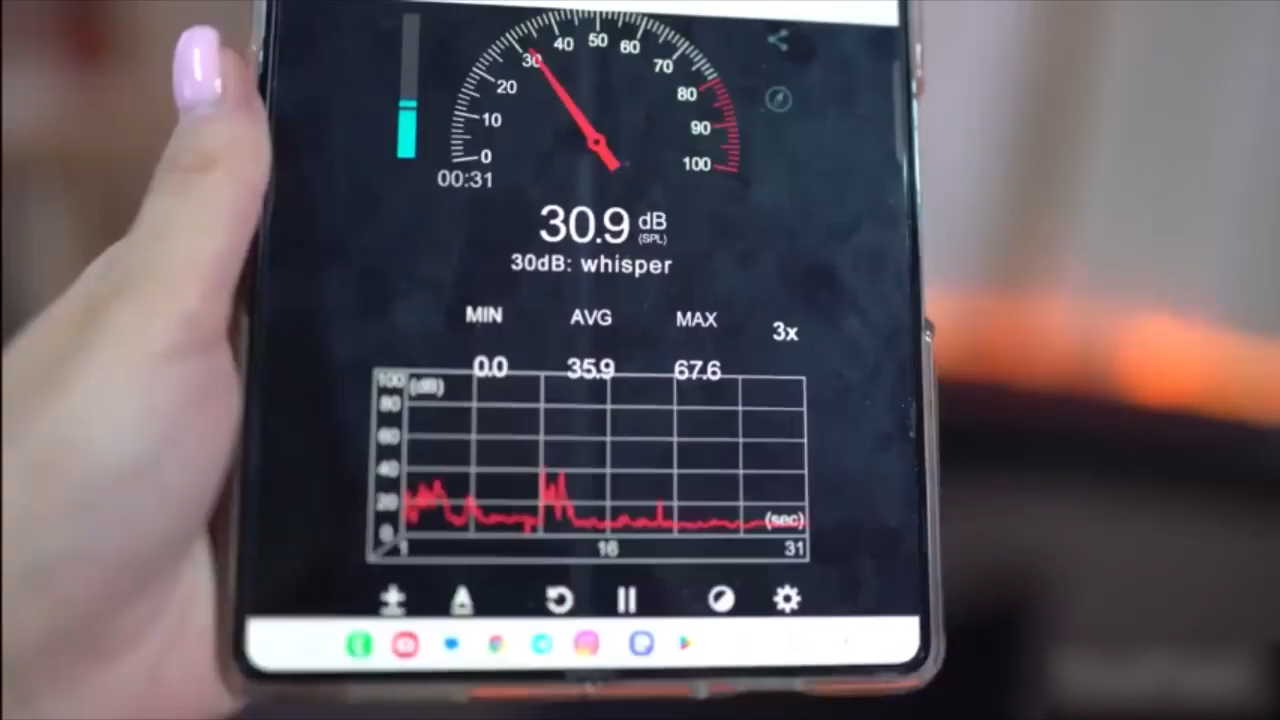 40 50 60
30 70
20 80
10 90
0 100
00:31
30.9 dB
(SPL)
30dB: whisper
MIN AVG MAX 3x
0.0 35.9 67.6
100 (dB)
80
60
40
20
0 (sec)
1 16 31